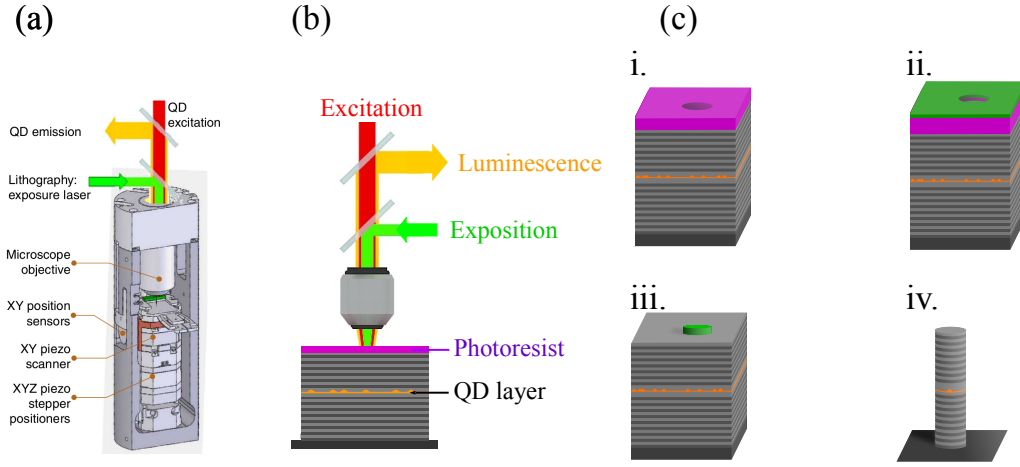 (a)
QD
excitation
QD emission
Lithography:
exposure laser
Microscope
objective
XY position
sensors
XY piezo
scanner
XYZ piezo
stepper
positioners
(b)
Excitation
Luminescence
Exposition
Photoresist
QD layer
(c)
i.
ii.
iii.
iv.